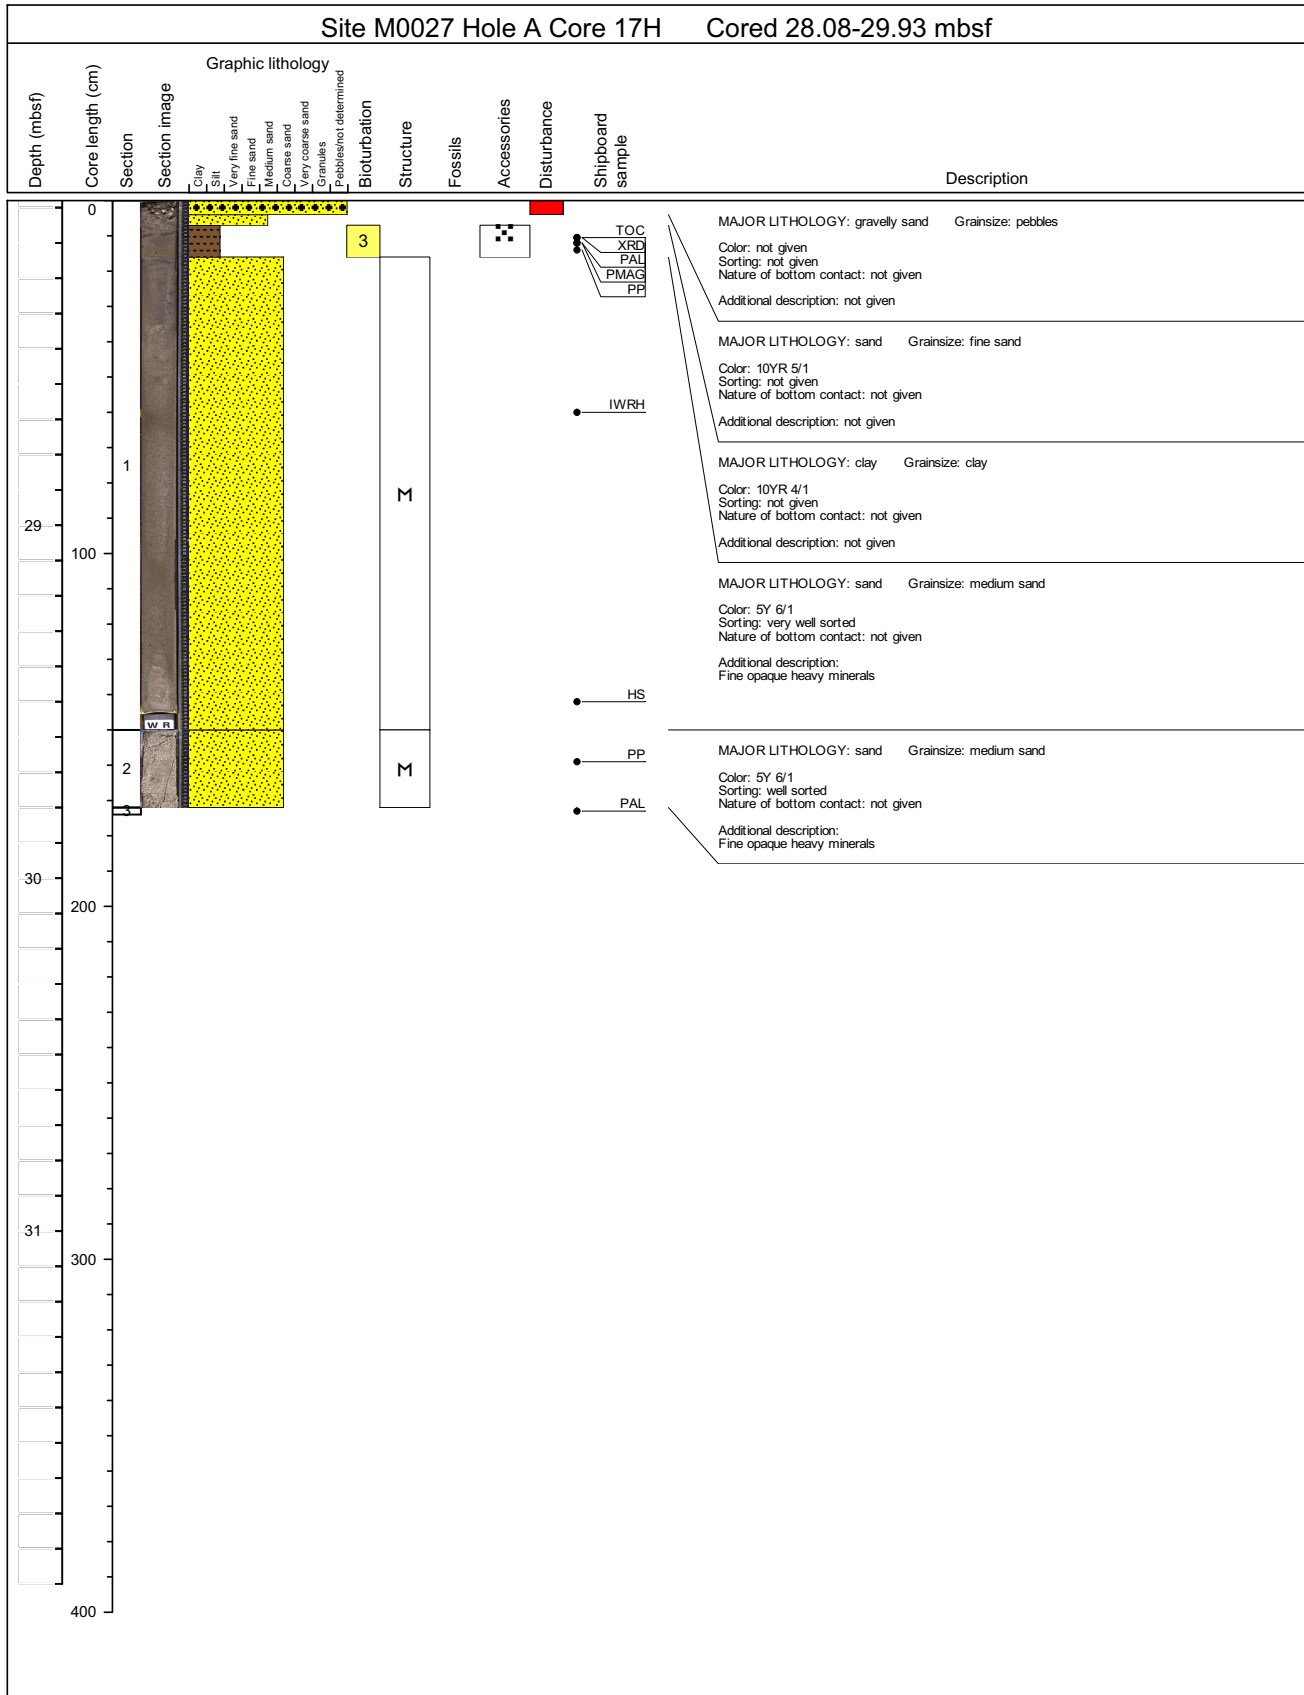 Site M0027 Hole A Core 17H Cored 28.08-29.93 mbsf
Graphic lithology
Depth (mbsf)
Core length (cm)
Section
Section image
Clay
Silt
Very fine sand
Fine sand
Medium sand
Coarse sand
Very coarse sand
Granules
Pebbles/not determined
Bioturbation
Structure
Fossils
Accessories
Disturbance
Shipboard
sample
Description
0
3
TOC
XRD
PAL
PMAG
PP
MAJOR LITHOLOGY: gravelly sand Grainsize: pebbles
Color: not given
Sorting: not given
Nature of bottom contact: not given
Additional description: not given
MAJOR LITHOLOGY: sand Grainsize: fine sand
Color: 10YR 5/1
Sorting: not given
Nature of bottom contact: not given
Additional description: not given
IWRH
1
MAJOR LITHOLOGY: clay Grainsize: clay
Color: 10YR 4/1
Sorting: not given
Nature of bottom contact: not given
Additional description: not given
M
29
100
MAJOR LITHOLOGY: sand Grainsize: medium sand
Color: 5Y 6/1
Sorting: very well sorted
Nature of bottom contact: not given
Additional description:
Fine opaque heavy minerals
HS
W R
2
M
PP
MAJOR LITHOLOGY: sand Grainsize: medium sand
Color: 5Y 6/1
Sorting: well sorted
Nature of bottom contact: not given
Additional description:
Fine opaque heavy minerals
3
PAL
30
200
31
300
400